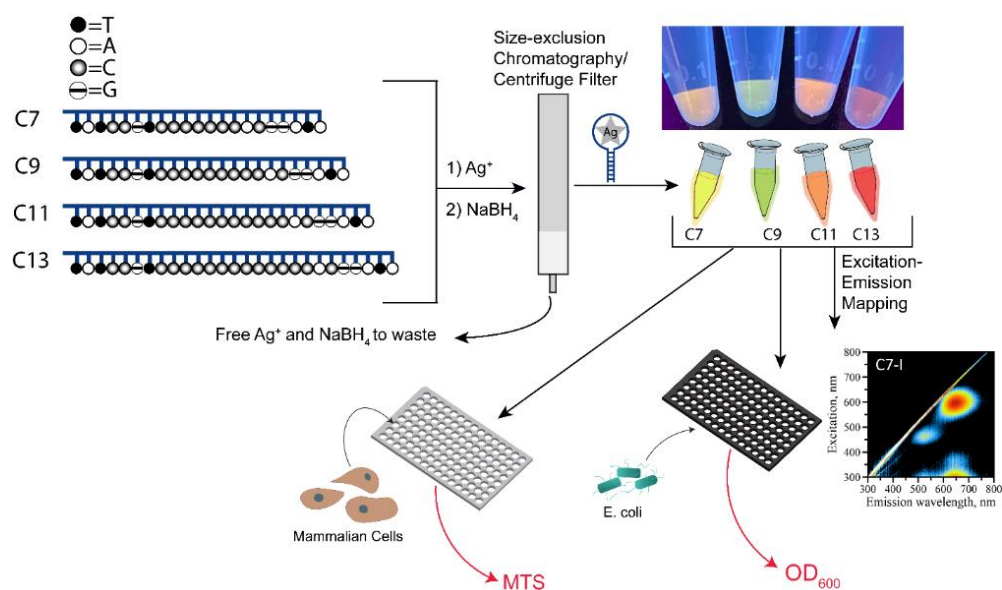 =T
=A
=C
=G
C7
C9
C11
C13
1) Ag⁺
2) NaBH₄
Size-exclusion
Chromatography/
Centrifuge Filter
Ag
C7
C9
C11
C13
Free Ag⁺ and NaBH₄ to waste
Excitation-
Emission
Mapping
Mammalian Cells
MTS
E. coli
OD₆₀₀
C7-I
Excitation, nm
800
700
600
500
400
300
300 400 500 600 700 800
Emission wavelength, nm